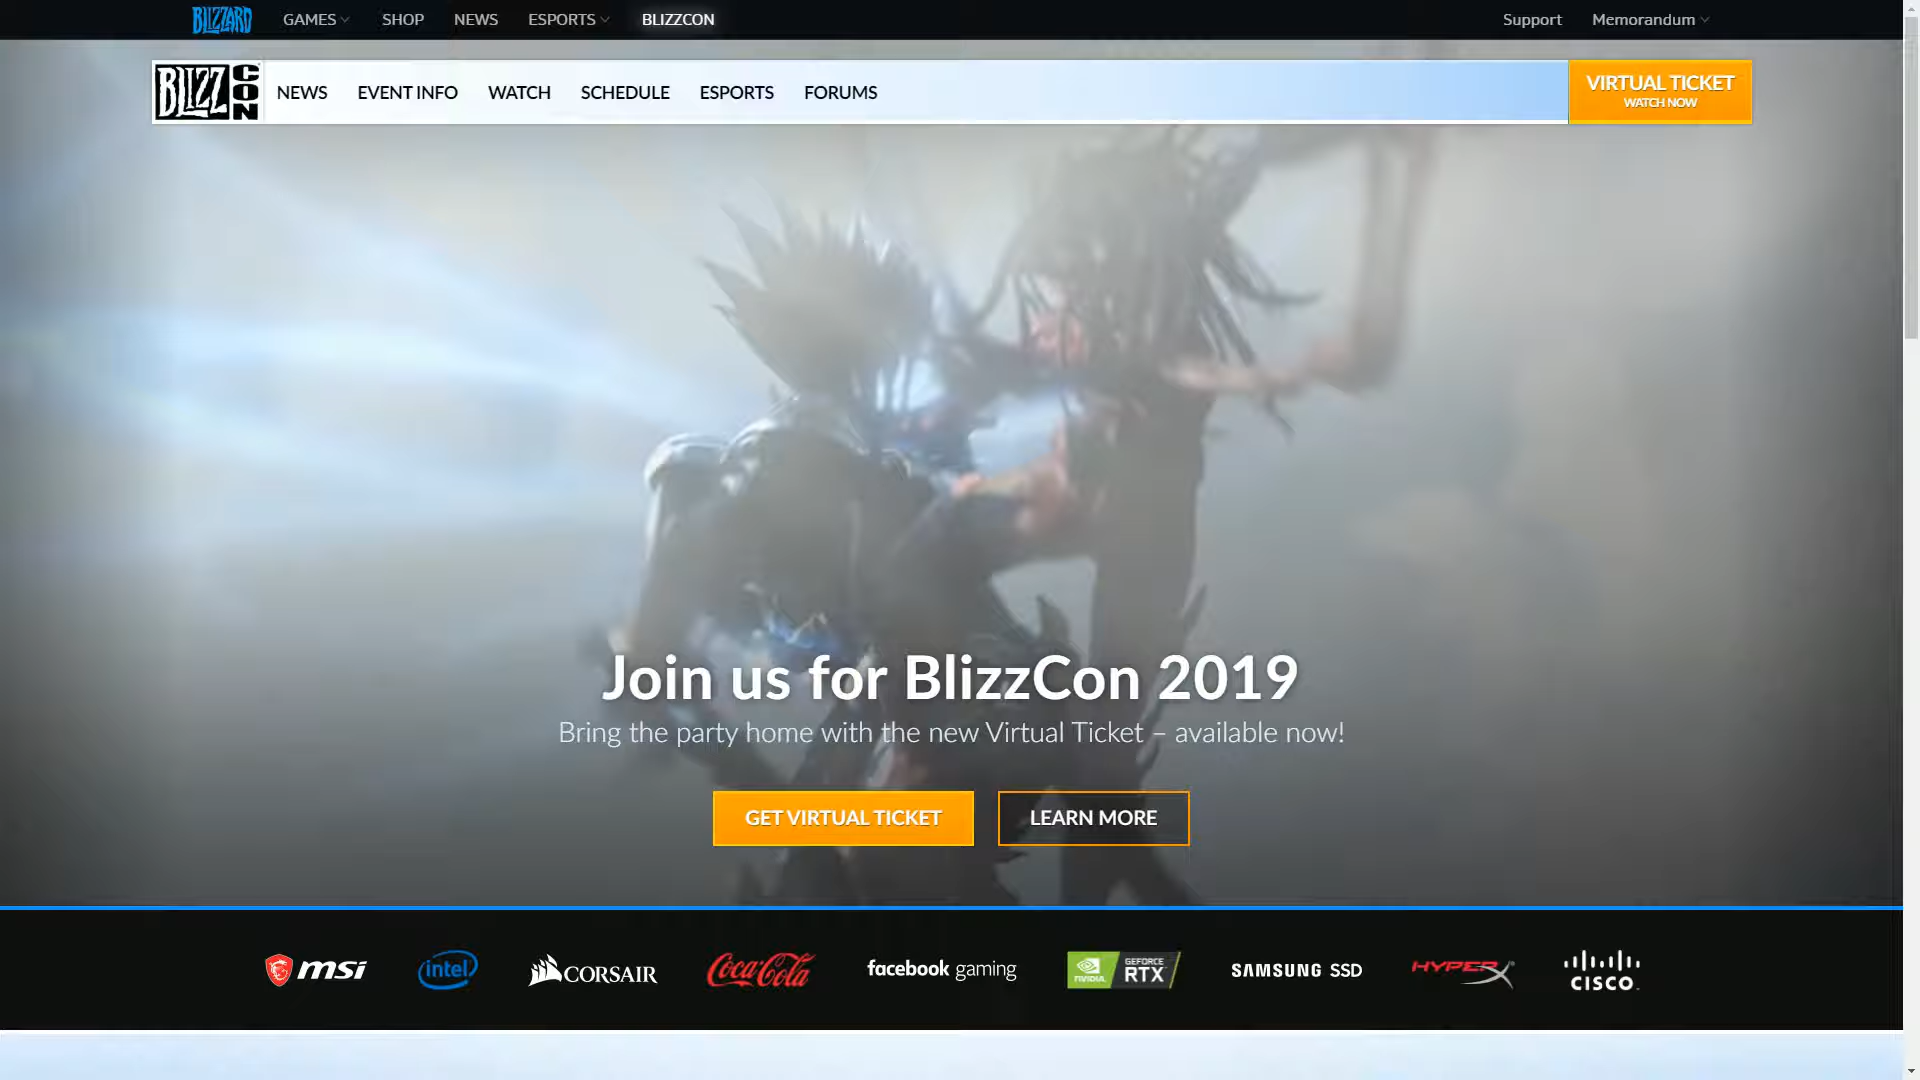 BLIZZARD GAMES SHOP NEWS ESPORTS BLIZZCON Support Memorandum
BLIZZCON NEWS EVENT INFO WATCH SCHEDULE ESPORTS FORUMS VIRTUAL TICKET
WATCH NOW
Join us for BlizzCon 2019
Bring the party home with the new Virtual Ticket – available now!
GET VIRTUAL TICKET LEARN MORE
msi intel CORSAIR Coca-Cola facebook gaming NVIDIA GEFORCE RTX SAMSUNG SSD HYPERX CISCO